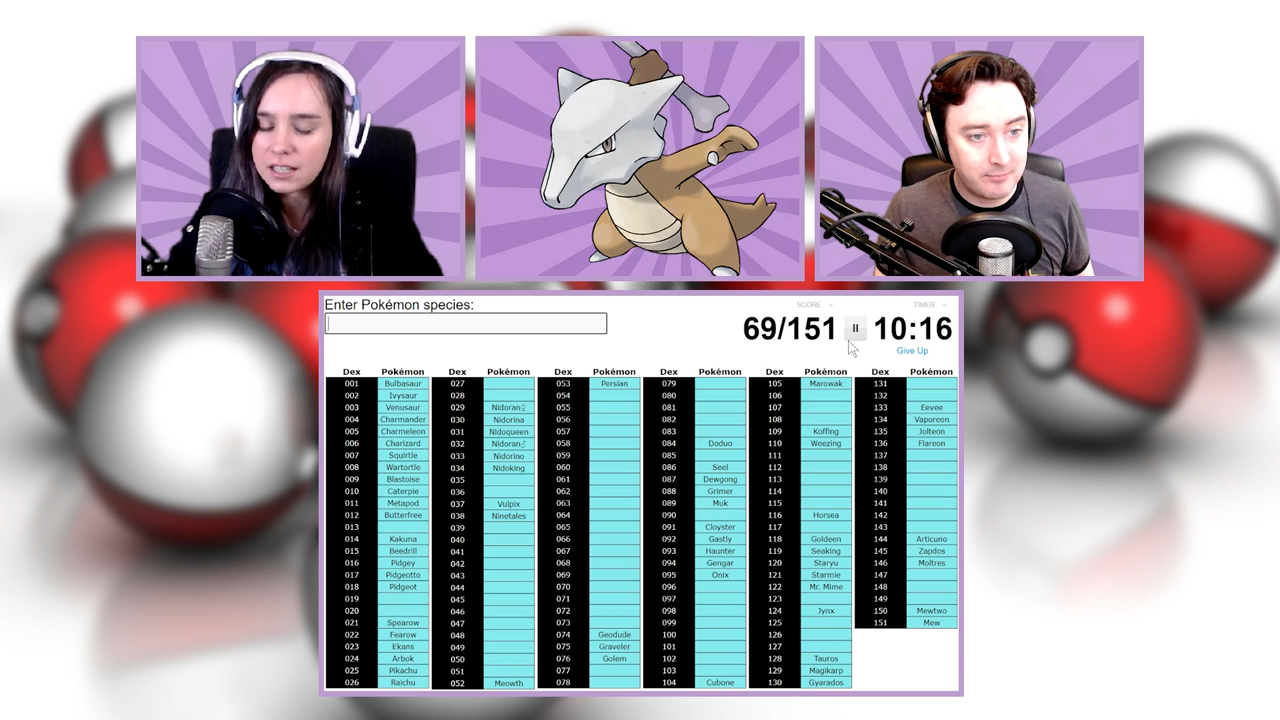 Enter Pokémon species:
SCORE TIMER
69/151 10:16
Give Up
Dex Pokémon Dex Pokémon Dex Pokémon Dex Pokémon Dex Pokémon Dex Pokémon
001 Bulbasaur 027 053 Persian 079 105 Marowak 131
002 Ivysaur 028 054 080 106 132
003 Venusaur 029 Nidoran♀ 055 081 107 133 Eevee
004 Charmander 030 Nidorina 056 082 108 134 Vaporeon
005 Charmeleon 031 Nidoqueen 057 083 109 Koffing 135 Jolteon
006 Charizard 032 Nidoran♂ 058 084 Doduo 110 Weezing 136 Flareon
007 Squirtle 033 Nidorino 059 085 111 137
008 Wartortle 034 Nidoking 060 086 Seel 112 138
009 Blastoise 035 061 087 Dewgong 113 139
010 Caterpie 036 062 088 Grimer 114 140
011 Metapod 037 Vulpix 063 089 Muk 115 141
012 Butterfree 038 Ninetales 064 090 116 Horsea 142
013 039 065 091 Cloyster 117 143
014 Kakuna 040 066 092 Gastly 118 Goldeen 144 Articuno
015 Beedrill 041 067 093 Haunter 119 Seaking 145 Zapdos
016 Pidgey 042 068 094 Gengar 120 Staryu 146 Moltres
017 Pidgeotto 043 069 095 Onix 121 Starmie 147
018 Pidgeot 044 070 096 122 Mr. Mime 148
019 045 071 097 123 149
020 046 072 098 124 Jynx 150 Mewtwo
021 Spearow 047 073 099 125 151 Mew
022 Fearow 048 074 Geodude 100 126
023 Ekans 049 075 Graveler 101 127
024 Arbok 050 076 Golem 102 128 Tauros
025 Pikachu 051 077 103 129 Magikarp
026 Raichu 052 Meowth 078 104 Cubone 130 Gyarados